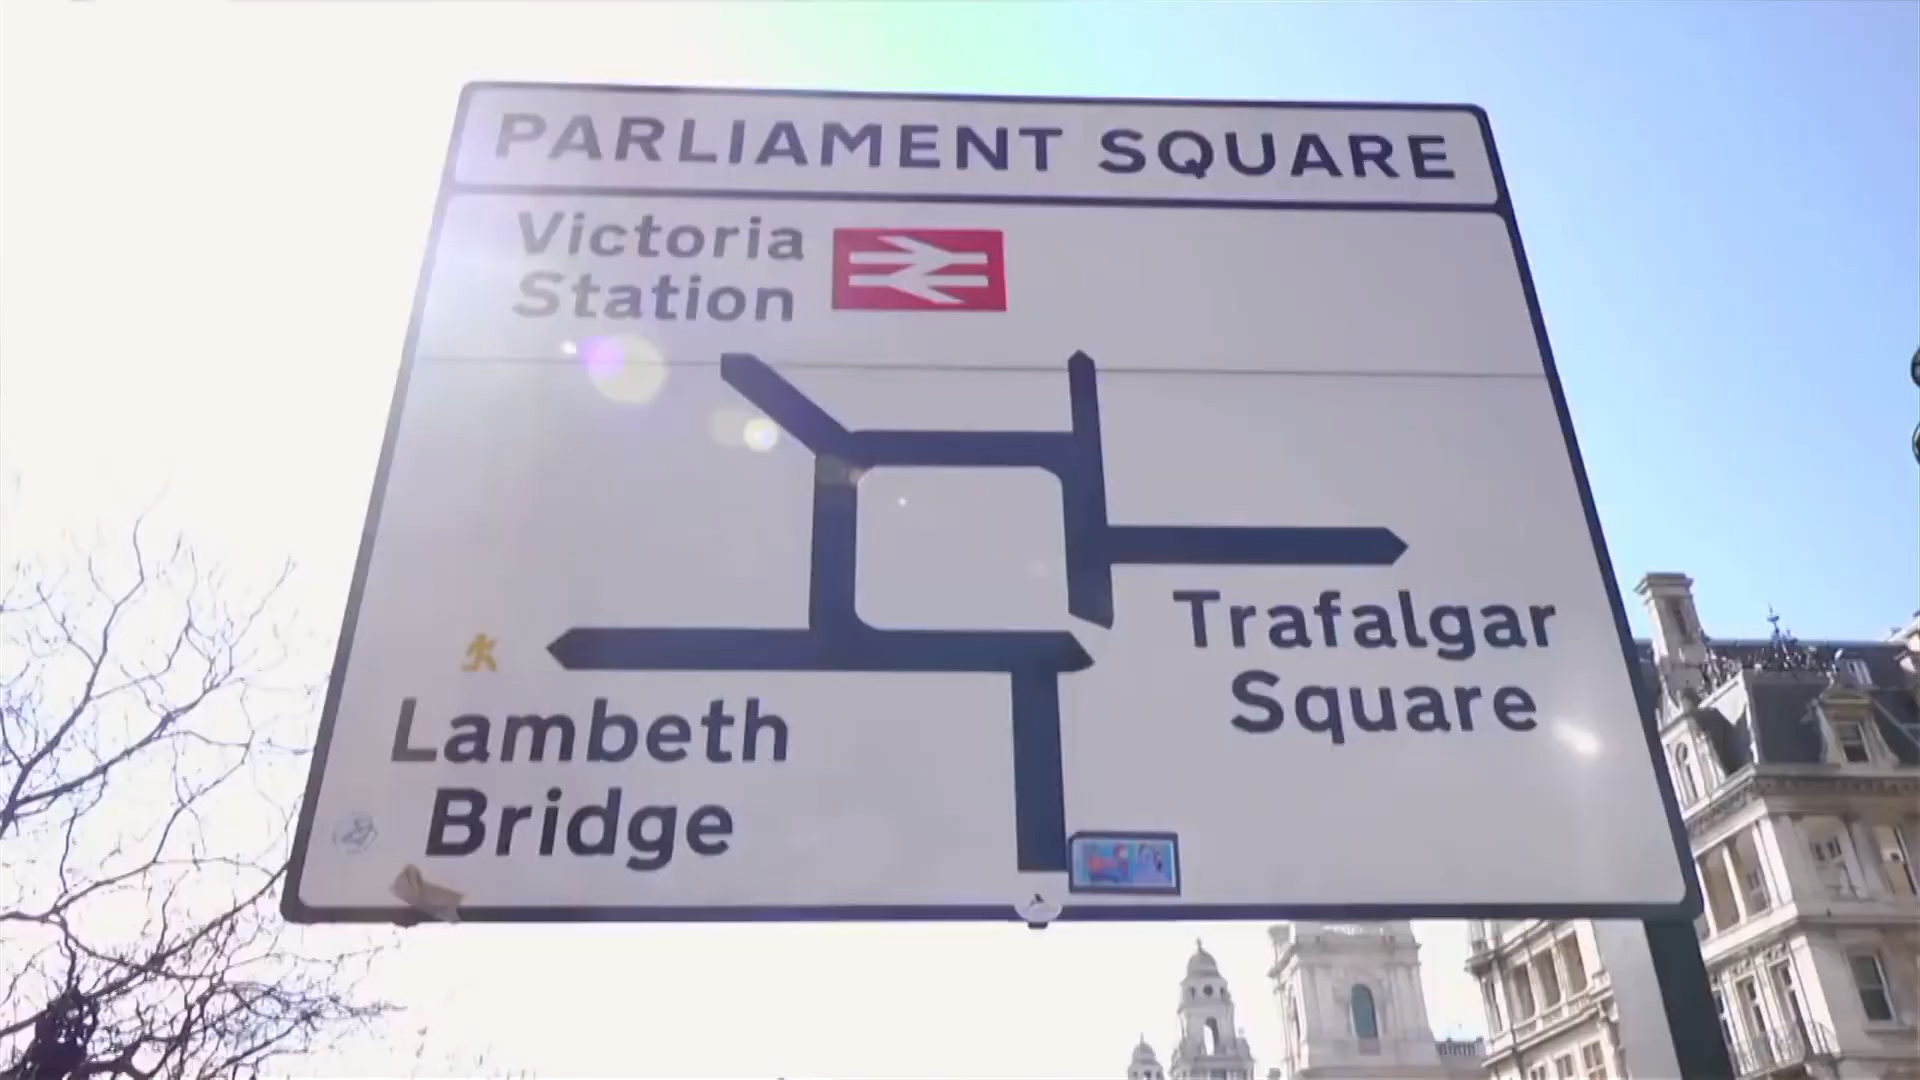 PARLIAMENT SQUARE
Victoria
Station
Trafalgar
Square
Lambeth
Bridge